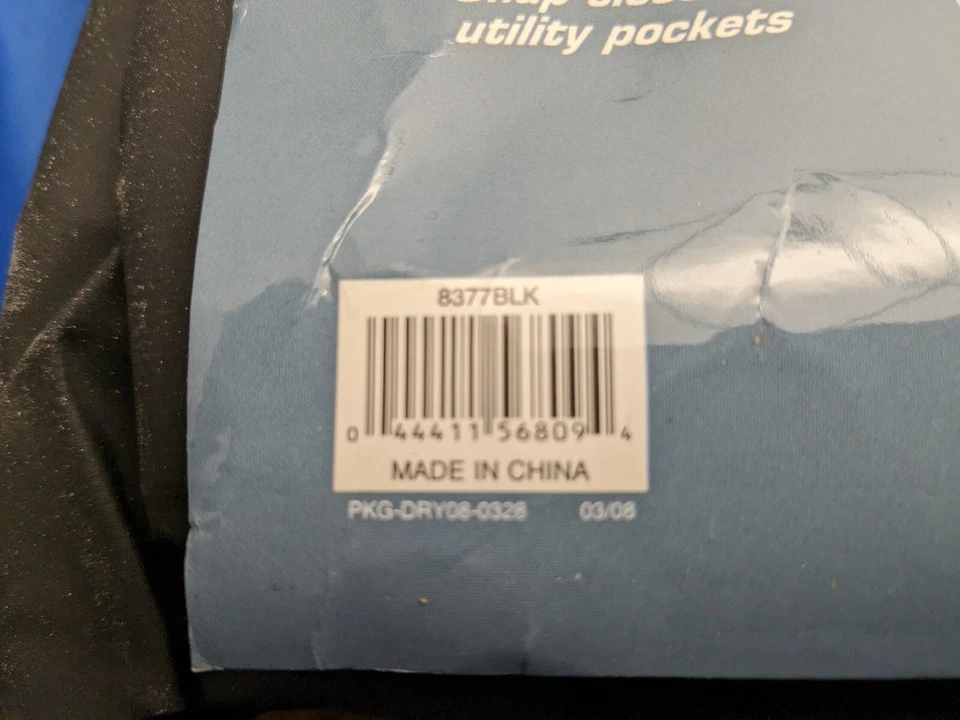 utility pockets
8377BLK
0 44411 56809 4
MADE IN CHINA
PKG-DRY08-0328 03/08